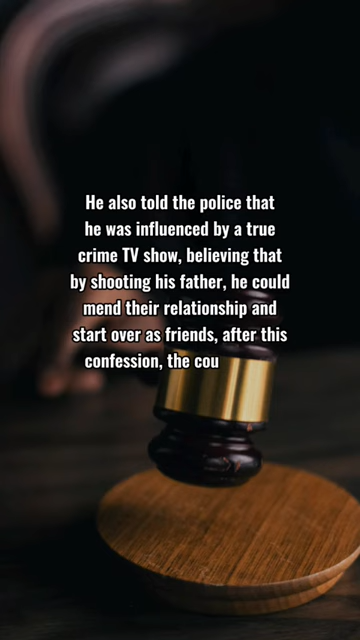 He also told the police that
he was influenced by a true
crime TV show, believing that
by shooting his father, he could
mend their relationship and
start over as friends, after this
confession, the cou